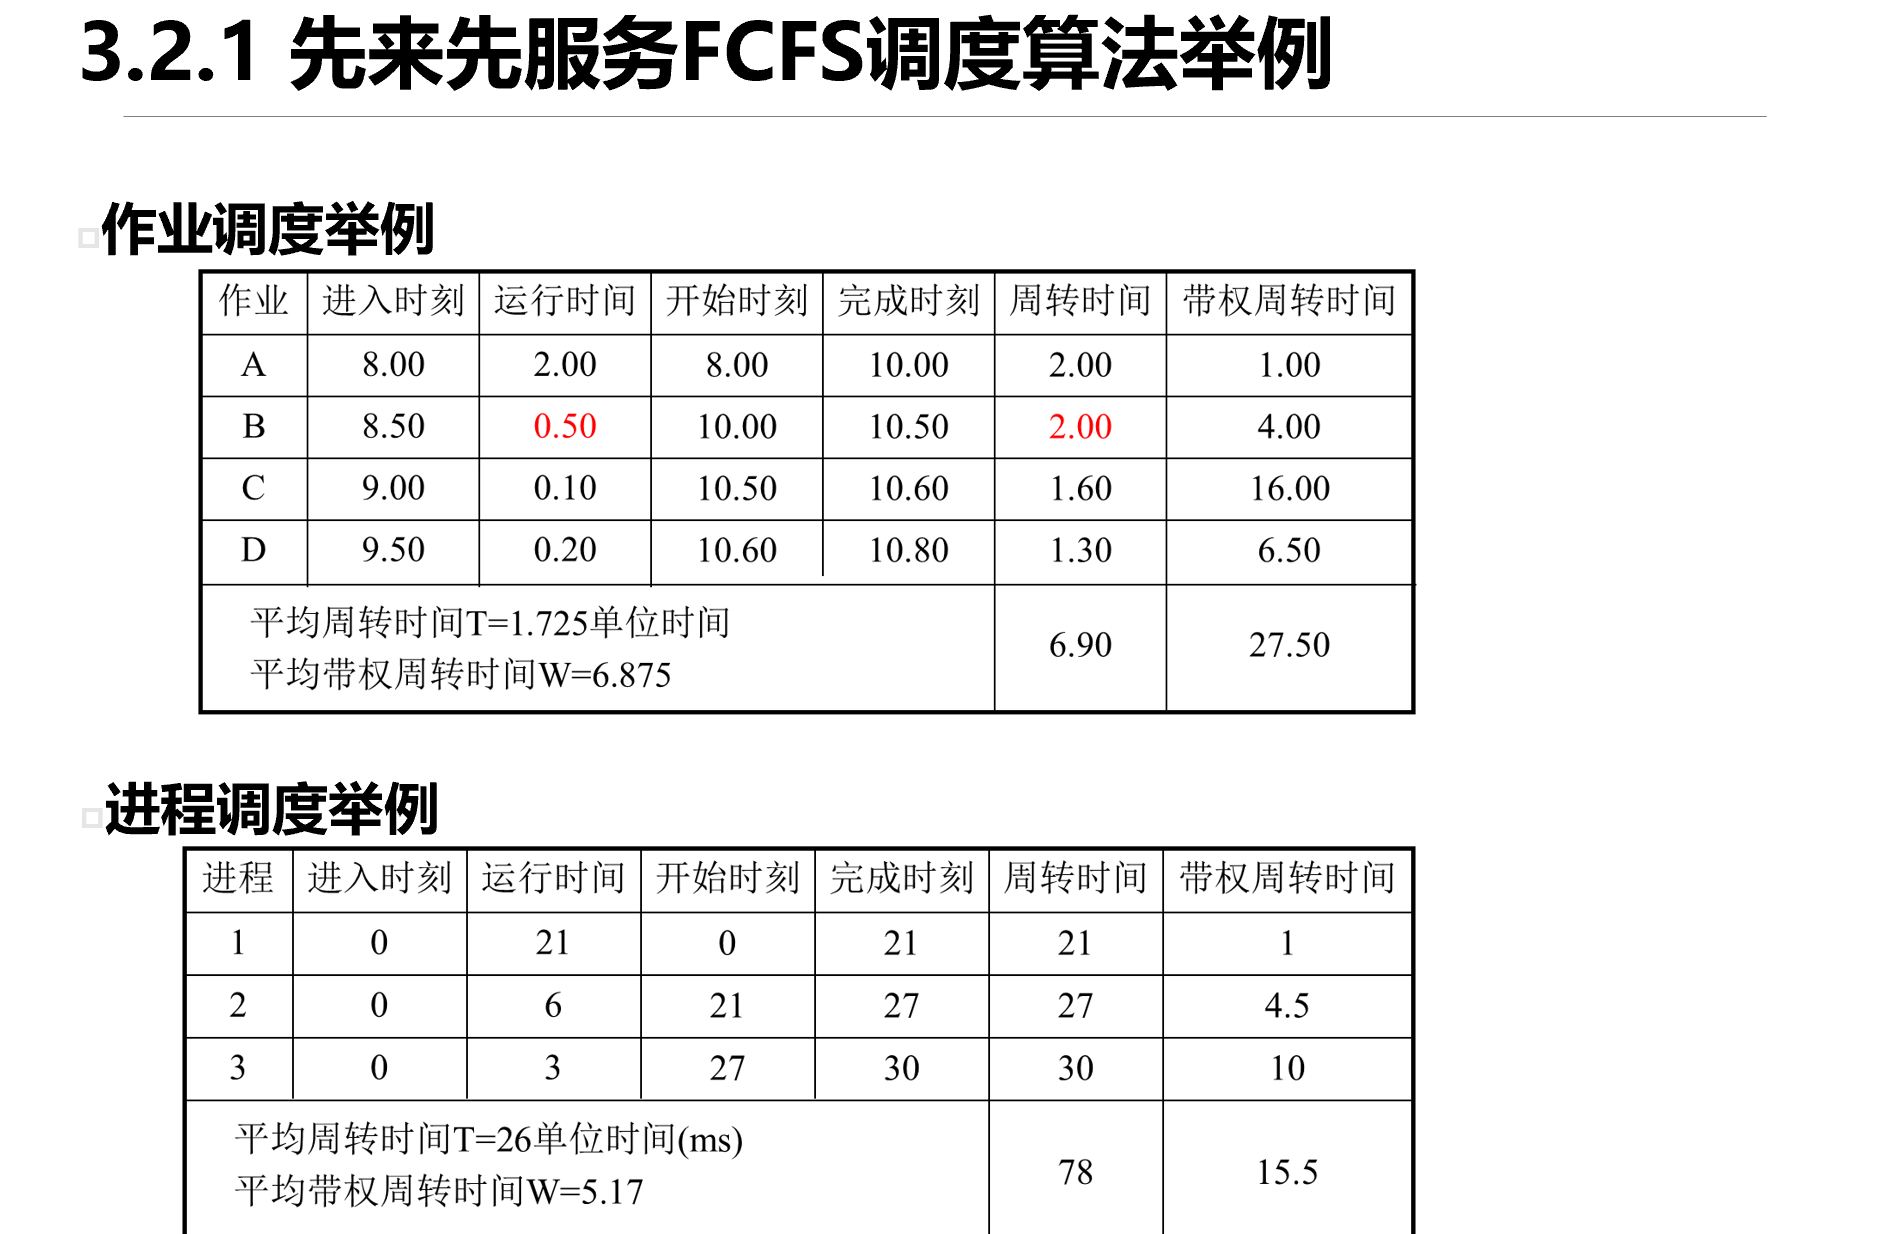 3.2.1 先来先服务FCFS调度算法举例
作业调度举例
作业 进入时刻 运行时间 开始时刻 完成时刻 周转时间 带权周转时间
A 8.00 2.00 8.00 10.00 2.00 1.00
B 8.50 0.50 10.00 10.50 2.00 4.00
C 9.00 0.10 10.50 10.60 1.60 16.00
D 9.50 0.20 10.60 10.80 1.30 6.50
平均周转时间T=1.725单位时间
平均带权周转时间W=6.875
6.90 27.50
进程调度举例
进程 进入时刻 运行时间 开始时刻 完成时刻 周转时间 带权周转时间
1 0 21 0 21 21 1
2 0 6 21 27 27 4.5
3 0 3 27 30 30 10
平均周转时间T=26单位时间(ms)
平均带权周转时间W=5.17
78 15.5